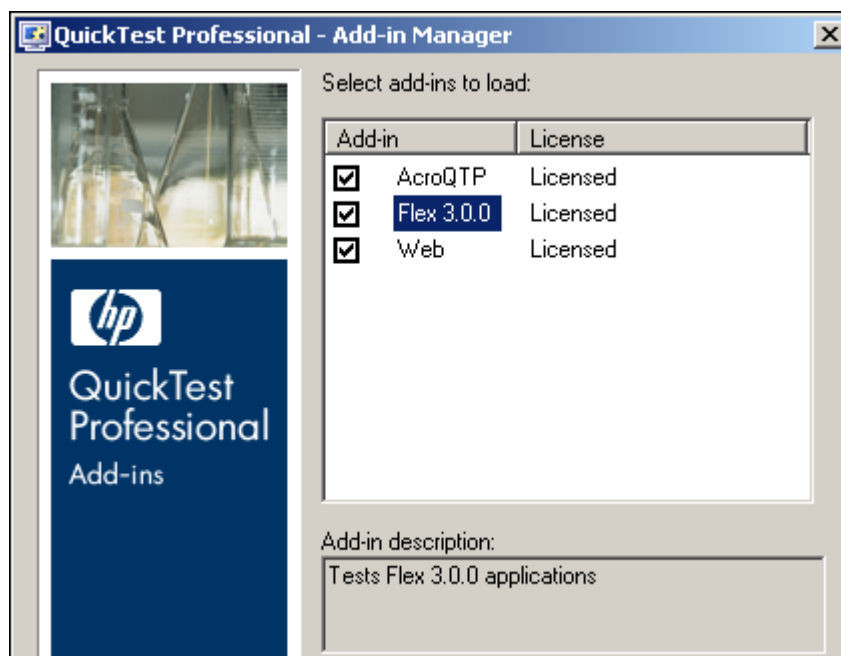 QuickTest Professional - Add-in Manager
Select add-ins to load:
Add-in License
AcroQTP Licensed
Flex 3.0.0 Licensed
Web Licensed
hp
QuickTest
Professional
Add-ins
Add-in description:
Tests Flex 3.0.0 applications